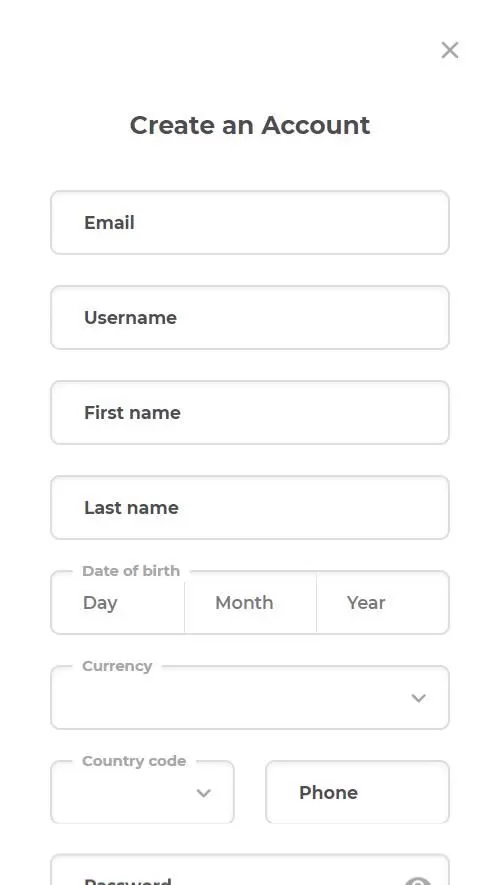 Create an Account
Email
Username
First name
Last name
Date of birth
Day Month Year
Currency
Country code
Phone
Password